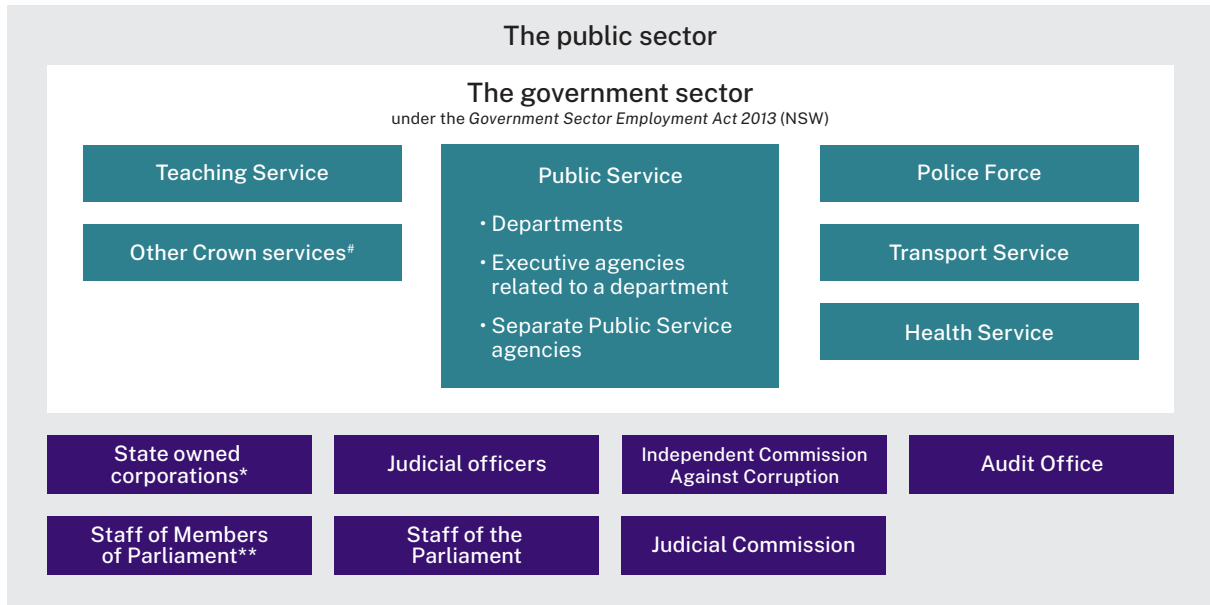 The public sector
The government sector
under the Government Sector Employment Act 2013 (NSW)
Teaching Service
Other Crown services#
Public Service
• Departments
• Executive agencies
related to a department
• Separate Public Service
agencies
Police Force
Transport Service
Health Service
State owned
corporations*
Judicial officers
Independent Commission
Against Corruption
Audit Office
Staff of Members
of Parliament**
Staff of the
Parliament
Judicial Commission